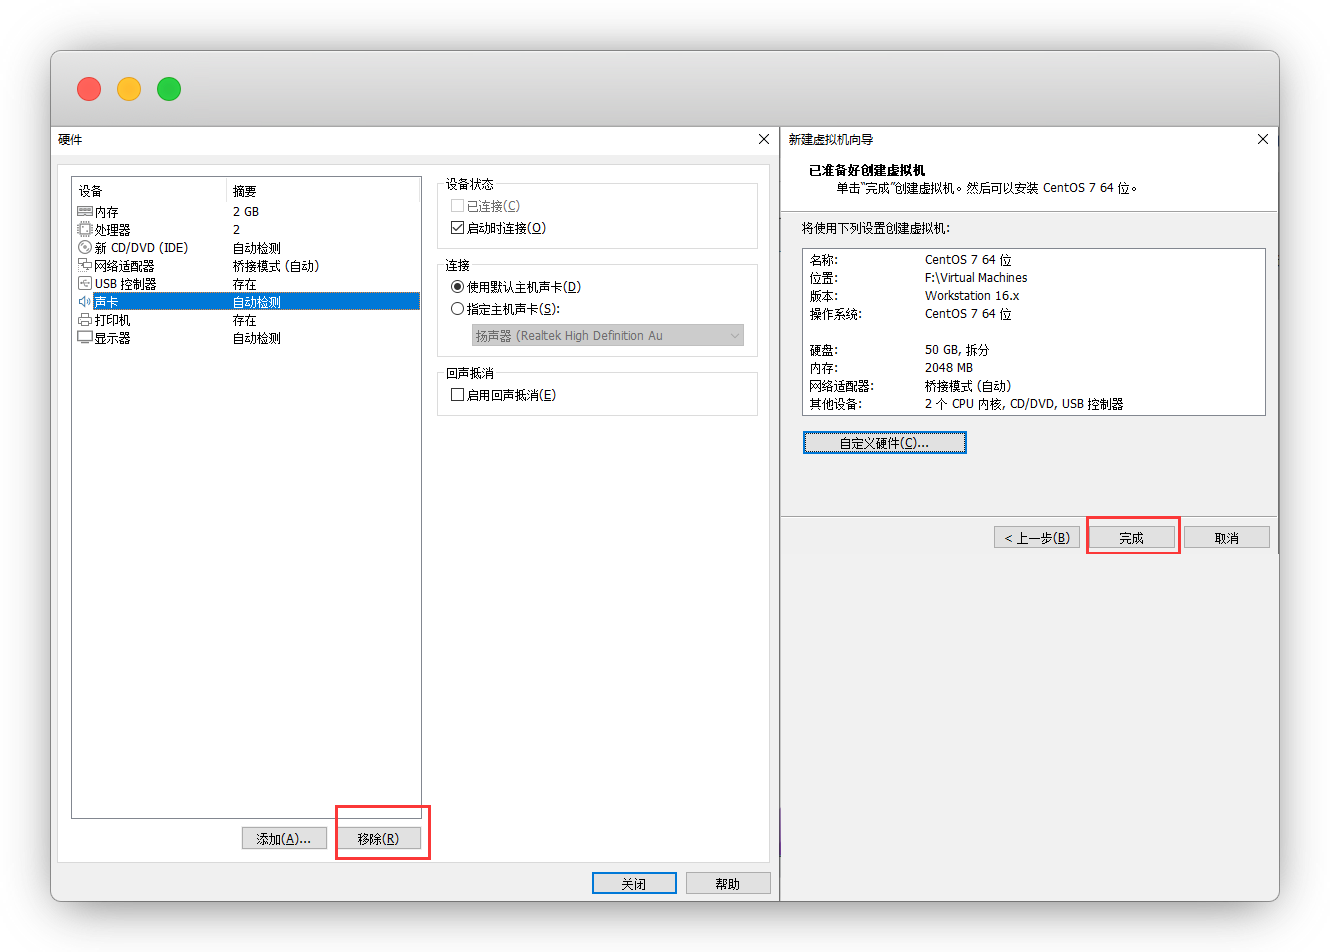 硬件
设备 摘要
内存 2 GB
处理器 2
新 CD/DVD (IDE) 自动检测
网络适配器 桥接模式 (自动)
USB 控制器 存在
声卡 自动检测
打印机 存在
显示器 自动检测
添加(A)...
移除(R)
设备状态
已连接(C)
启动时连接(O)
连接
使用默认主机声卡(D)
指定主机声卡(S):
扬声器 (Realtek High Definition Au
回声抵消
启用回声抵消(E)
关闭
帮助
新建虚拟机向导
已准备好创建虚拟机
单击“完成”创建虚拟机。然后可以安装 CentOS 7 64 位。
将使用下列设置创建虚拟机:
名称: CentOS 7 64 位
位置: F:\Virtual Machines
版本: Workstation 16.x
操作系统: CentOS 7 64 位
硬盘: 50 GB, 拆分
内存: 2048 MB
网络适配器: 桥接模式 (自动)
其他设备: 2 个 CPU 内核, CD/DVD, USB 控制器
自定义硬件(C)...
< 上一步(B)
完成
取消